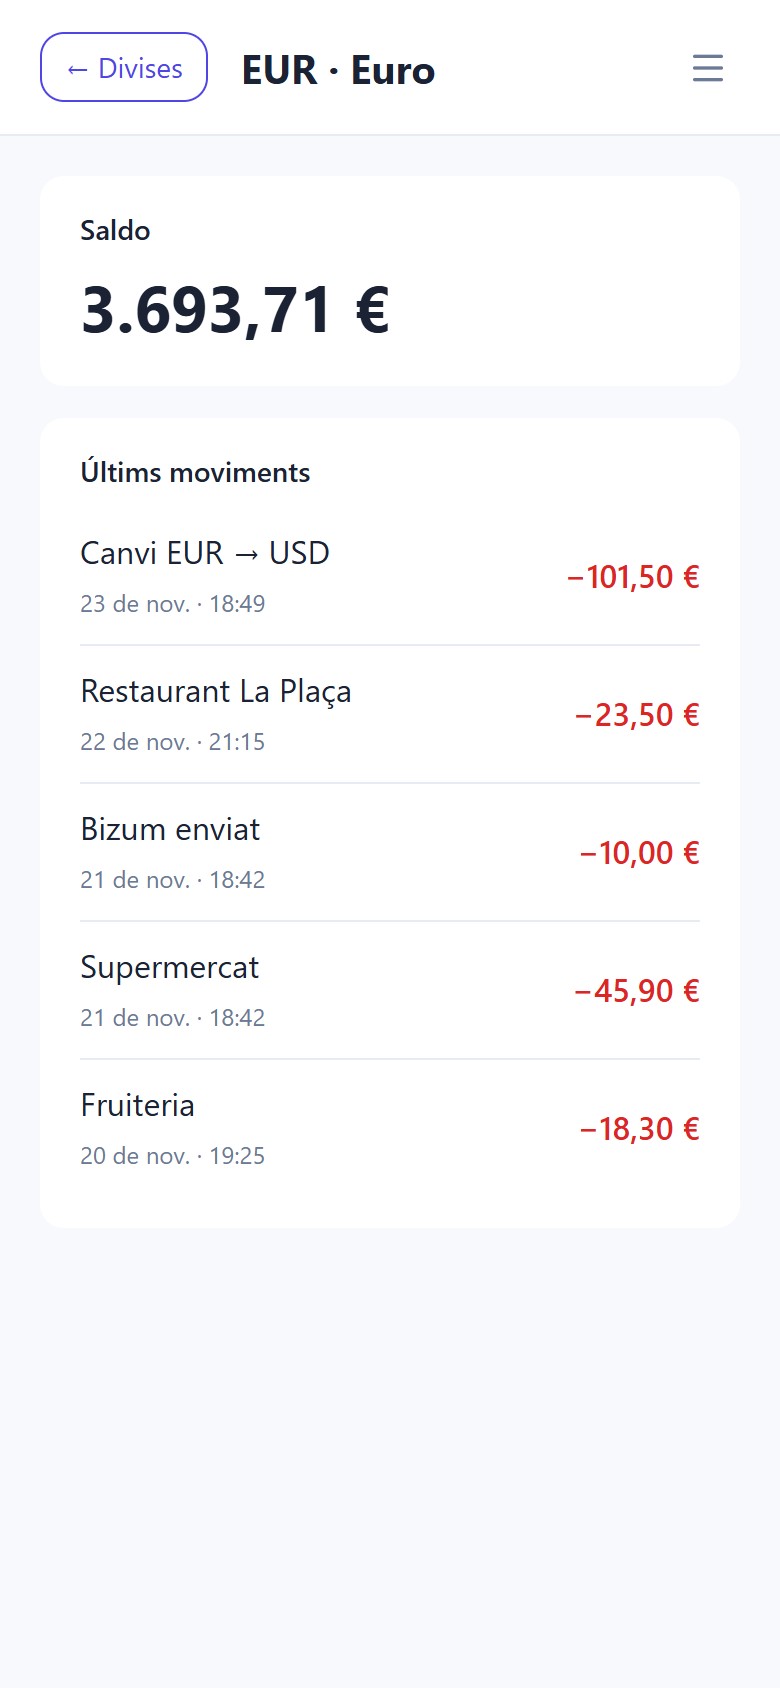 ← Divises
EUR · Euro
Saldo
3.693,71 €
Últims moviments
Canvi EUR → USD
−101,50 €
23 de nov. · 18:49
Restaurant La Plaça
−23,50 €
22 de nov. · 21:15
Bizum enviat
−10,00 €
21 de nov. · 18:42
Supermercat
−45,90 €
21 de nov. · 18:42
Fruiteria
−18,30 €
20 de nov. · 19:25